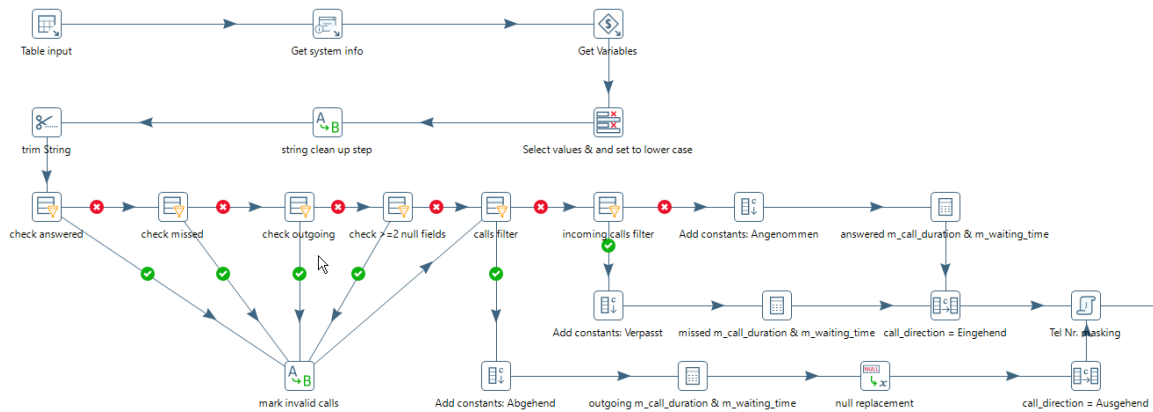 Table input
Get system info
Get Variables
trim String
string clean up step
Select values & and set to lower case
check answered
check missed
check outgoing
check >=2 null fields
calls filter
incoming calls filter
Add constants: Angenommen
answered m_call_duration & m_waiting_time
Add constants: Verpasst
missed m_call_duration & m_waiting_time
call_direction = Eingehend
Tel Nr. masking
mark invalid calls
Add constants: Abgehend
outgoing m_call_duration & m_waiting_time
null replacement
call_direction = Ausgehend